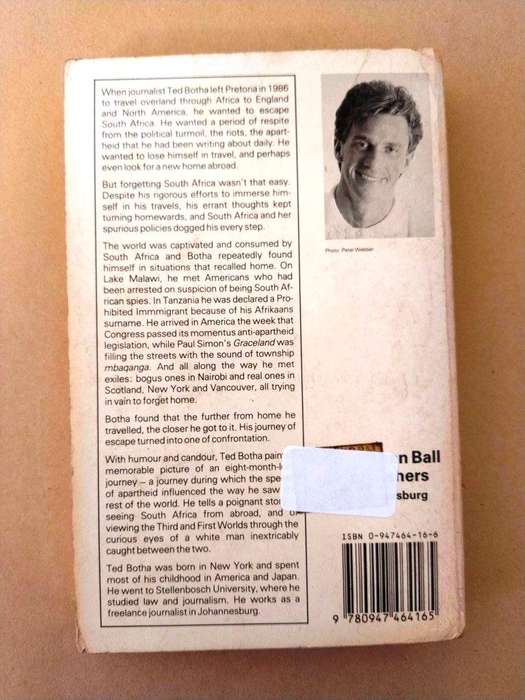 When journalist Ted Botha left Pretoria in 1986
to travel overland through Africa to England
and North America, he wanted to escape
South Africa. He wanted a period of respite
from the political turmoil, the riots, the apart-
heid that he had been writing about daily. He
wanted to lose himself in travel, and perhaps
even look for a new home abroad.
But forgetting South Africa wasn't that easy.
Despite his rigorous efforts to immerse him-
self in his travels, his errant thoughts kept
turning homewards, and South Africa and her
spurious policies dogged his every step.
The world was captivated and consumed by
South Africa and Botha repeatedly found
himself in situations that recalled home. On
Lake Malawi, he met Americans who had
been arrested on suspicion of being South Af-
rican spies. In Tanzania he was declared a Pro-
hibited Immmigrant because of his Afrikaans
surname. He arrived in America the week that
Congress passed its momentus anti-apartheid
legislation, while Paul Simon's Graceland was
filling the streets with the sound of township
mbaqanga. And all along the way he met
exiles: bogus ones in Nairobi and real ones in
Scotland, New York and Vancouver, all trying
in vain to forget home.
Botha found that the further from home he
travelled, the closer he got to it. His journey of
escape turned into one of confrontation.
With humour and candour, Ted Botha
memorable picture of an eight-month-
journey – a journey during which the
of apartheid influenced the way he saw
rest of the world. He tells a poignant
seeing South Africa from abroad, and
viewing the Third and First Worlds through the
curious eyes of a white man inextricably
caught between the two.
Ted Botha was born in New York and spent
most of his childhood in America and Japan.
He went to Stellenbosch University, where he
studied law and journalism. He works as a
freelance journalist in Johannesburg.
Photo: Peter Webber
Ball
ISBN 0-947464-16-6
9 780947 464165